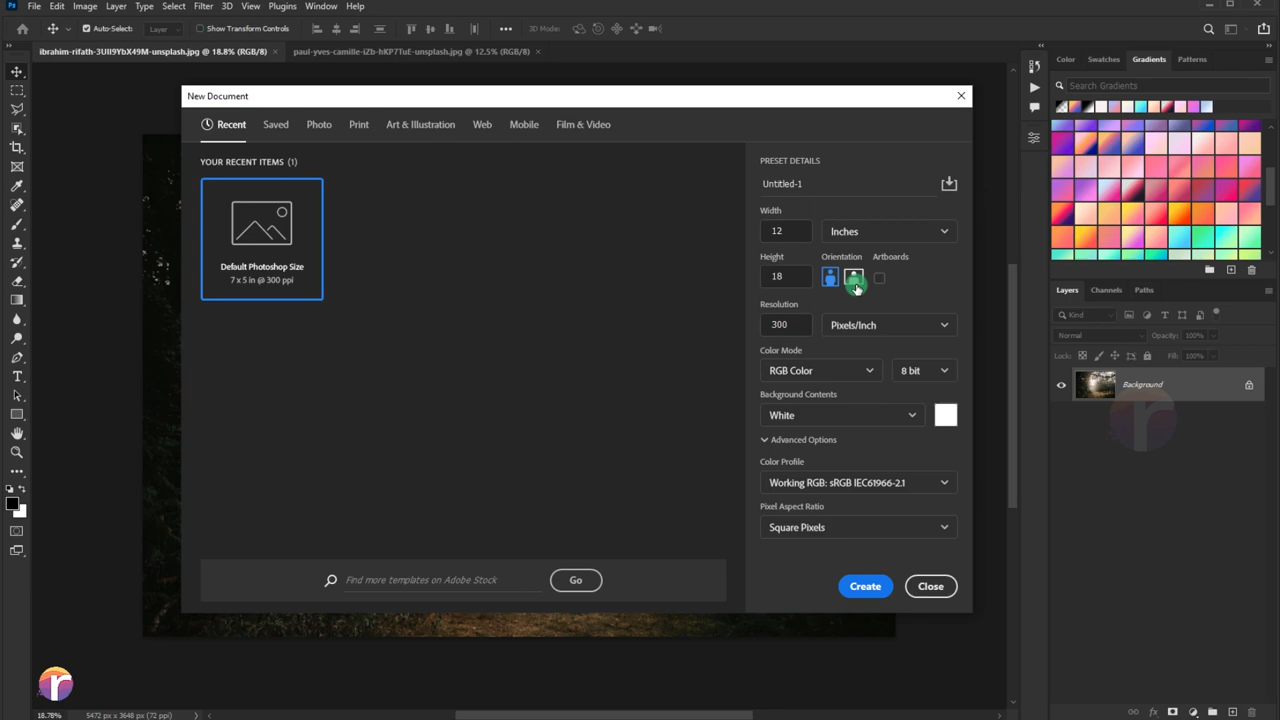 Ps File Edit Image Layer Type Select Filter 3D View Plugins Window Help
Auto-Select: Layer Show Transform Controls 3D Mode:
ibrahim-rifath-3UIl9YbX49M-unsplash.jpg @ 18.8% (RGB/8) × paul-yves-camille-iZb-hKP7TuE-unsplash.jpg @ 12.5% (RGB/8) ×
Color Swatches Gradients Patterns
Search Gradients
New Document
Recent Saved Photo Print Art & Illustration Web Mobile Film & Video
YOUR RECENT ITEMS (1)
Default Photoshop Size
7 x 5 in @ 300 ppi
Find more templates on Adobe Stock Go
PRESET DETAILS
Untitled-1
Width
12 Inches
Height Orientation Artboards
18
Resolution
300 Pixels/Inch
Color Mode
RGB Color 8 bit
Background Contents
White
Advanced Options
Color Profile
Working RGB: sRGB IEC61966-2.1
Pixel Aspect Ratio
Square Pixels
Create Close
Layers Channels Paths
Kind
Normal Opacity: 100%
Lock: Fill: 100%
Background
18.78% 5472 px x 3648 px (72 ppi)